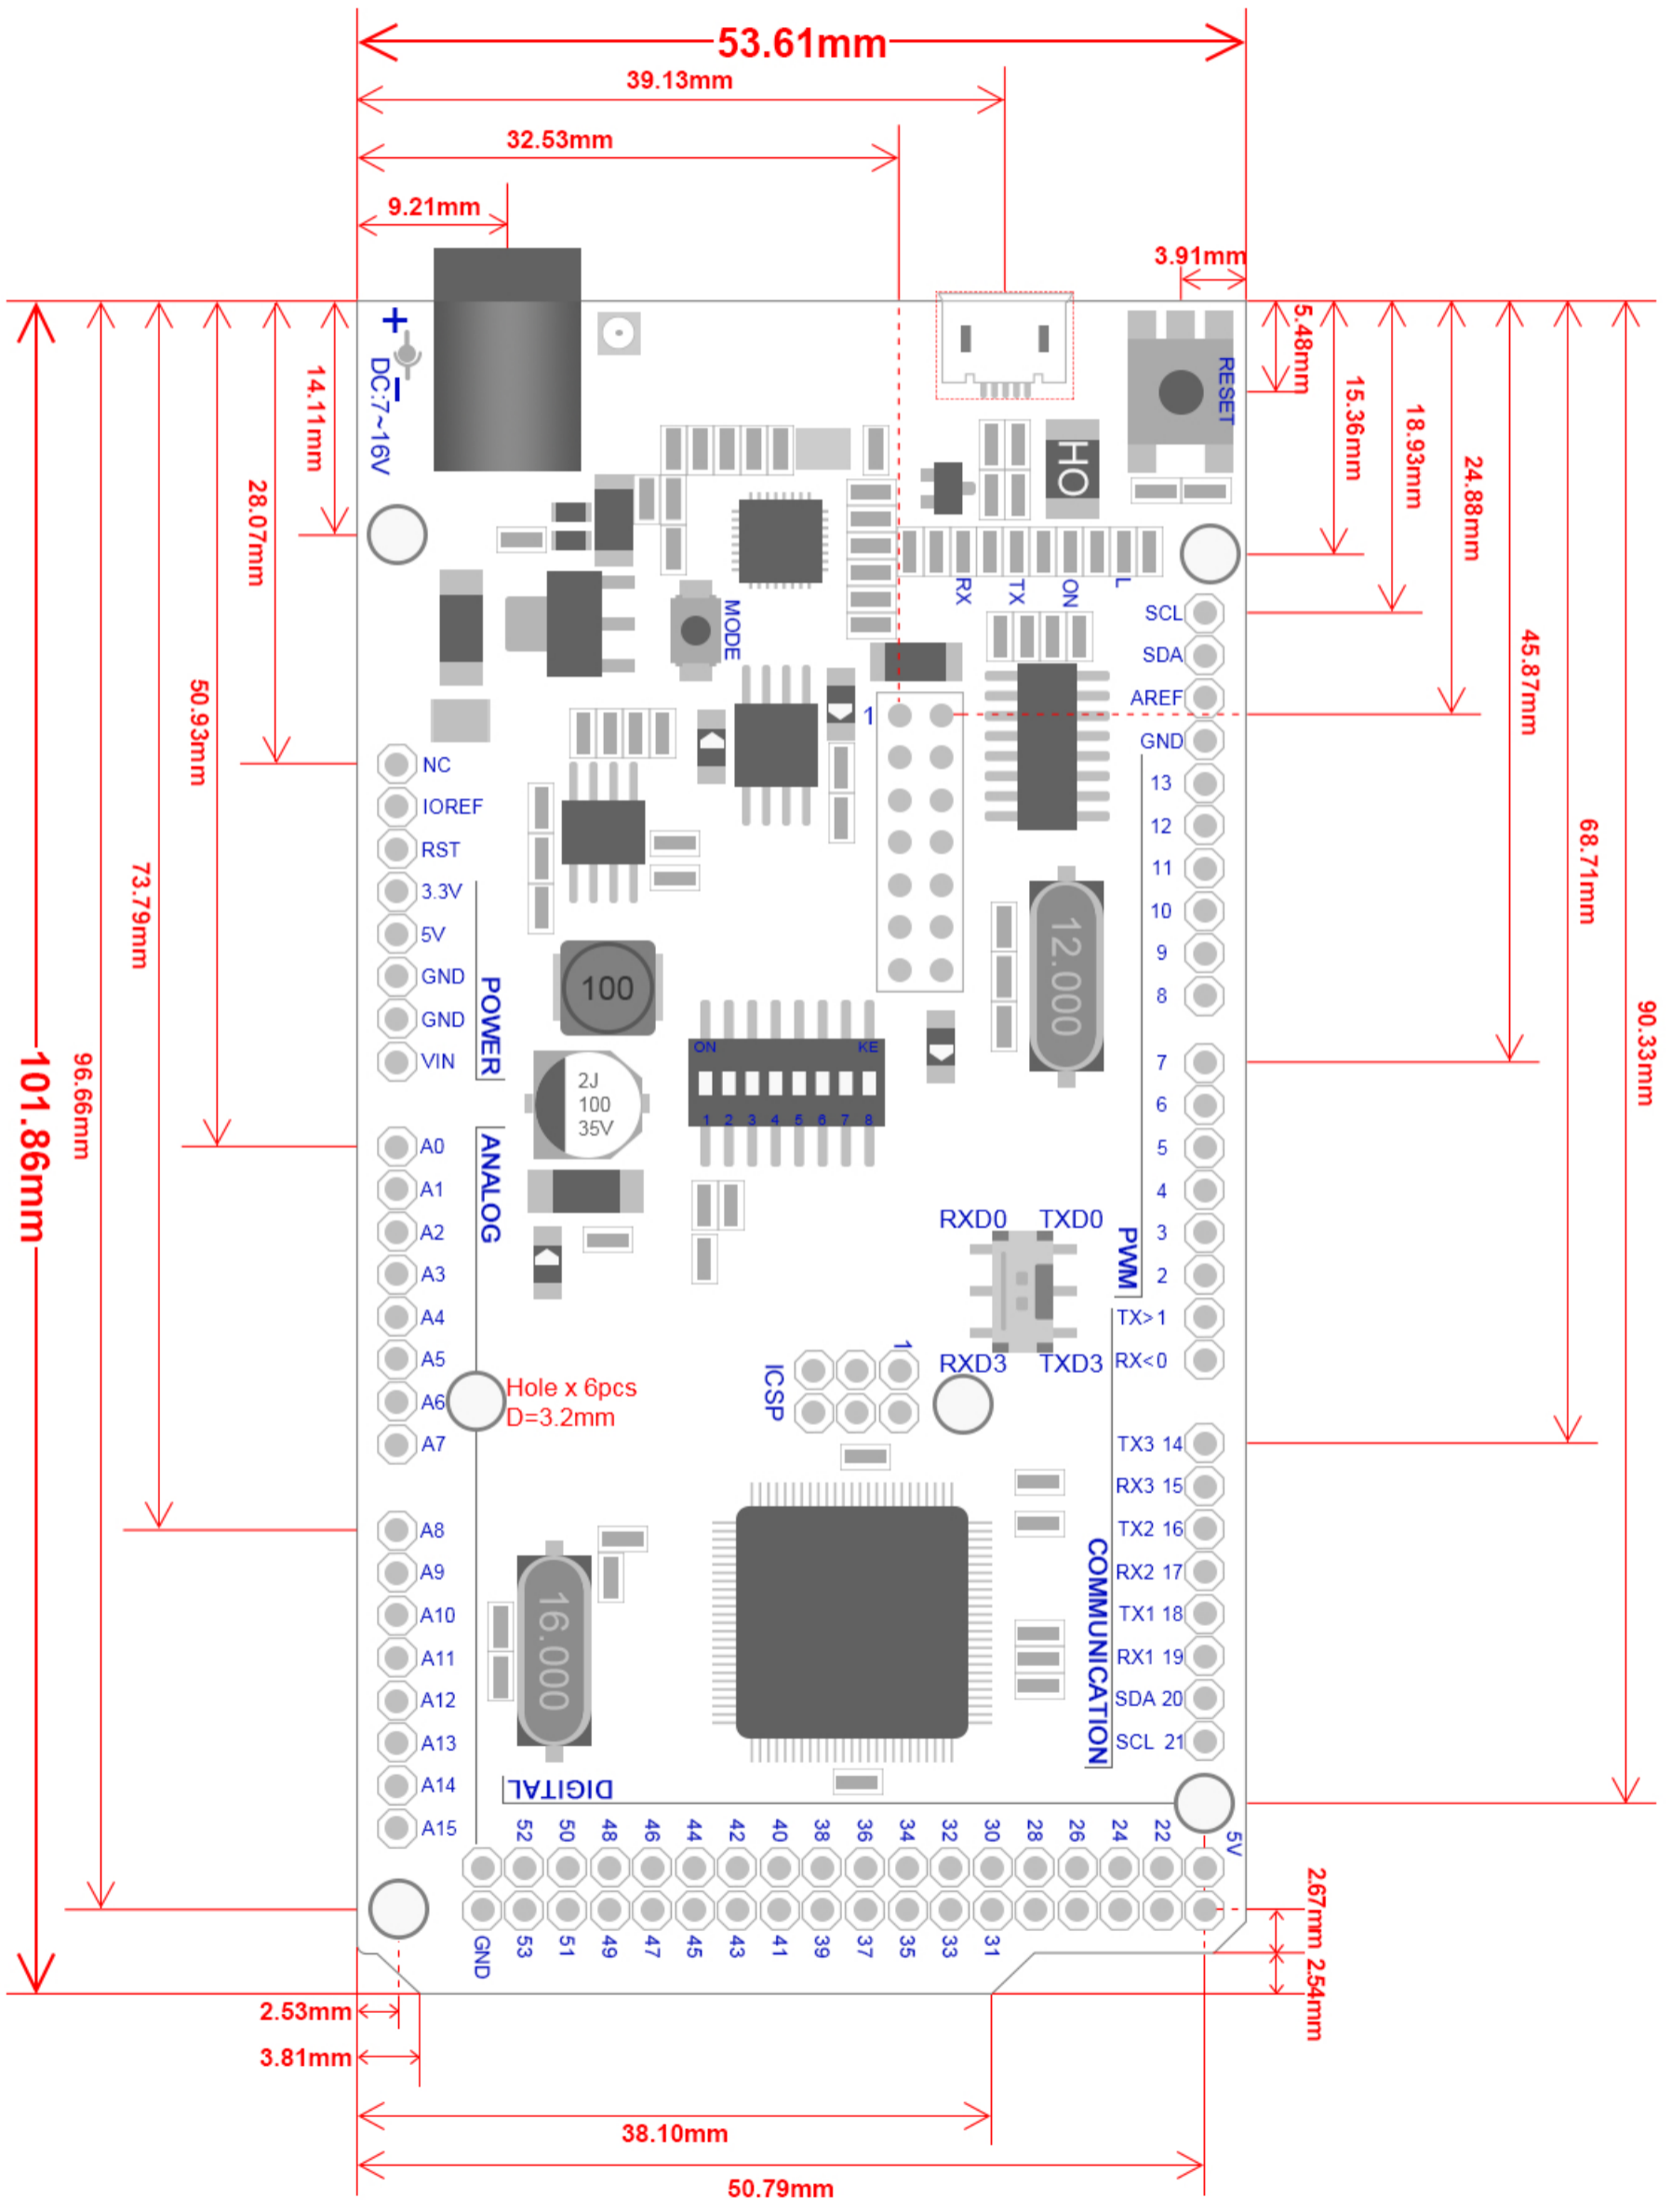 53.61mm
39.13mm
32.53mm
9.21mm
3.91mm
14.11mm
28.07mm
50.93mm
73.79mm
96.66mm
101.86mm
5.48mm
15.36mm
18.93mm
24.88mm
45.87mm
68.71mm
90.33mm
+
-
DC:7~16V
RESET
HO
RX
TX
ON
L
MODE
1
SCL
SDA
AREF
GND
13
12
11
10
9
8
7
6
5
4
3
2
TX>1
RX<0
PWM
NC
IOREF
RST
3.3V
5V
GND
GND
VIN
POWER
100
12.000
2J
100
35V
ON KE
1 2 3 4 5 6 7 8
A0
A1
A2
A3
A4
A5
A6
A7
ANALOG
RXD0 TXD0
RXD3 TXD3
Hole x 6pcs
D=3.2mm
ICSP
1
TX3 14
RX3 15
TX2 16
RX2 17
TX1 18
RX1 19
SDA 20
SCL 21
COMMUNICATION
A8
A9
A10
A11
A12
A13
A14
A15
16.000
DIGITAL
52 50 48 46 44 42 40 38 36 34 32 30 28 26 24 22 5V
GND 53 51 49 47 45 43 41 39 37 35 33 31
2.67mm
2.54mm
2.53mm
3.81mm
38.10mm
50.79mm